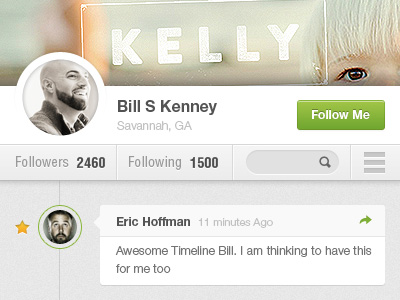 KELLY
Bill S Kenney
Savannah, GA
Follow Me
Followers 2460 Following 1500
Eric Hoffman 11 minutes Ago
Awesome Timeline Bill. I am thinking to have this
for me too